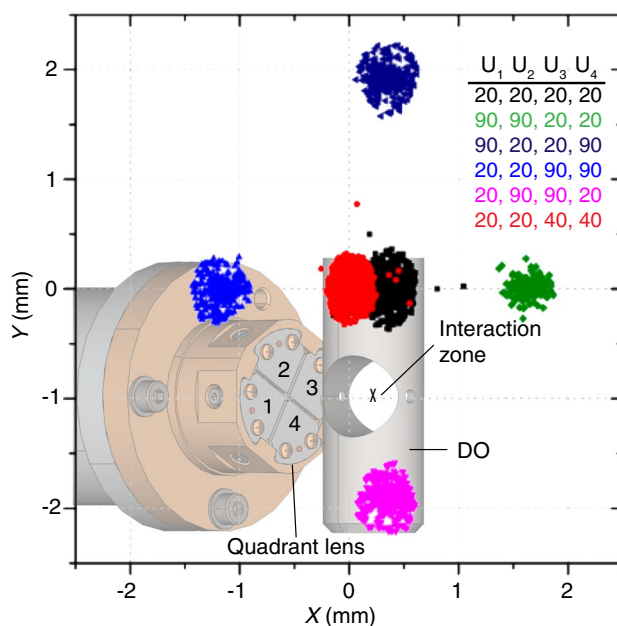 U1 U2 U3 U4
20, 20, 20, 20
90, 90, 20, 20
90, 20, 20, 90
20, 20, 90, 90
20, 90, 90, 20
20, 20, 40, 40
2
1
0
-1
-2
Y (mm)
Interaction
zone
2
3
1
4
DO
Quadrant lens
-2 -1 0 1 2
X (mm)